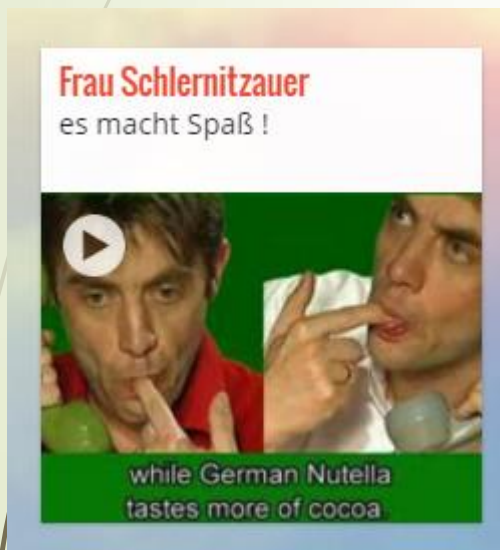 Frau Schlernitzauer
es macht Spaß !
while German Nutella
tastes more of cocoa.